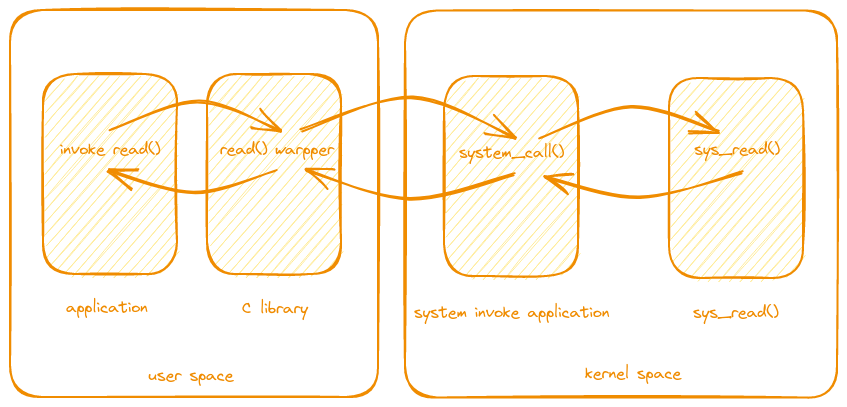 invoke read()
read() warpper
system_call()
sys_read()
application
C library
system invoke application
sys_read()
user space
kernel space